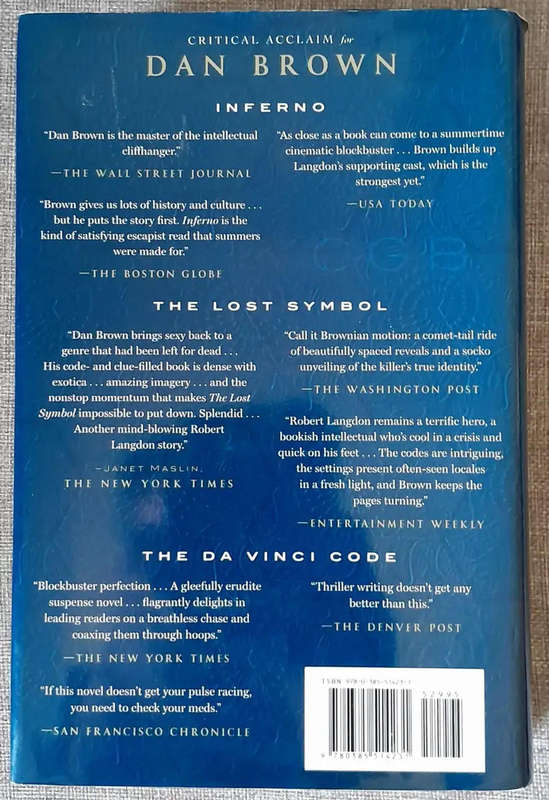 CRITICAL ACCLAIM for
DAN BROWN
INFERNO
“Dan Brown is the master of the intellectual
cliffhanger.”
—THE WALL STREET JOURNAL
“Brown gives us lots of history and culture . . .
but he puts the story first. Inferno is the
kind of satisfying escapist read that summers
were made for.”
—THE BOSTON GLOBE
“As close as a book can come to a summertime
cinematic blockbuster . . . Brown builds up
Langdon’s supporting cast, which is the
strongest yet.”
—USA TODAY
THE LOST SYMBOL
“Dan Brown brings sexy back to a
genre that had been left for dead . . .
His code- and clue-filled book is dense with
exotica . . . amazing imagery . . . and the
nonstop momentum that makes The Lost
Symbol impossible to put down. Splendid . . .
Another mind-blowing Robert
Langdon story.”
—JANET MASLIN,
THE NEW YORK TIMES
“Call it Brownian motion: a comet-tail ride
of beautifully spaced reveals and a socko
unveiling of the killer’s true identity.”
—THE WASHINGTON POST
“Robert Langdon remains a terrific hero, a
bookish intellectual who’s cool in a crisis and
quick on his feet . . . The codes are intriguing,
the settings present often-seen locales
in a fresh light, and Brown keeps the
pages turning.”
—ENTERTAINMENT WEEKLY
THE DA VINCI CODE
“Blockbuster perfection . . . A gleefully erudite
suspense novel . . . flagrantly delights in
leading readers on a breathless chase and
coaxing them through hoops.”
—THE NEW YORK TIMES
“If this novel doesn’t get your pulse racing,
you need to check your meds.”
—SAN FRANCISCO CHRONICLE
“Thriller writing doesn’t get any
better than this.”
—THE DENVER POST
ISBN 978-0-385-51423-1
52995